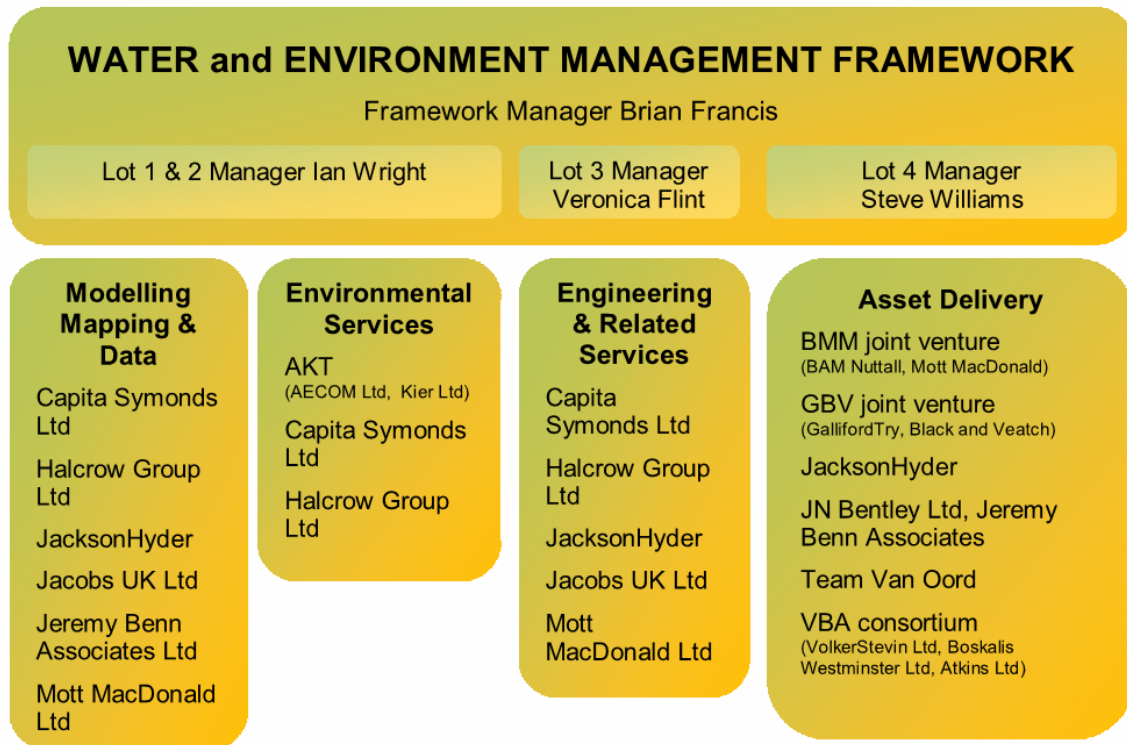 WATER and ENVIRONMENT MANAGEMENT FRAMEWORK
Framework Manager Brian Francis
Lot 1 & 2 Manager Ian Wright
Lot 3 Manager
Veronica Flint
Lot 4 Manager
Steve Williams
Modelling
Mapping &
Data
Capita Symonds
Ltd
Halcrow Group
Ltd
JacksonHyder
Jacobs UK Ltd
Jeremy Benn
Associates Ltd
Mott MacDonald
Ltd
Environmental
Services
AKT
(AECOM Ltd, Kier Ltd)
Capita Symonds
Ltd
Halcrow Group
Ltd
Engineering
& Related
Services
Capita
Symonds Ltd
Halcrow Group
Ltd
JacksonHyder
Jacobs UK Ltd
Mott
MacDonald Ltd
Asset Delivery
BMM joint venture
(BAM Nuttall, Mott MacDonald)
GBV joint venture
(GallifordTry, Black and Veatch)
JacksonHyder
JN Bentley Ltd, Jeremy
Benn Associates
Team Van Oord
VBA consortium
(VolkerStevin Ltd, Boskalis
Westminster Ltd, Atkins Ltd)